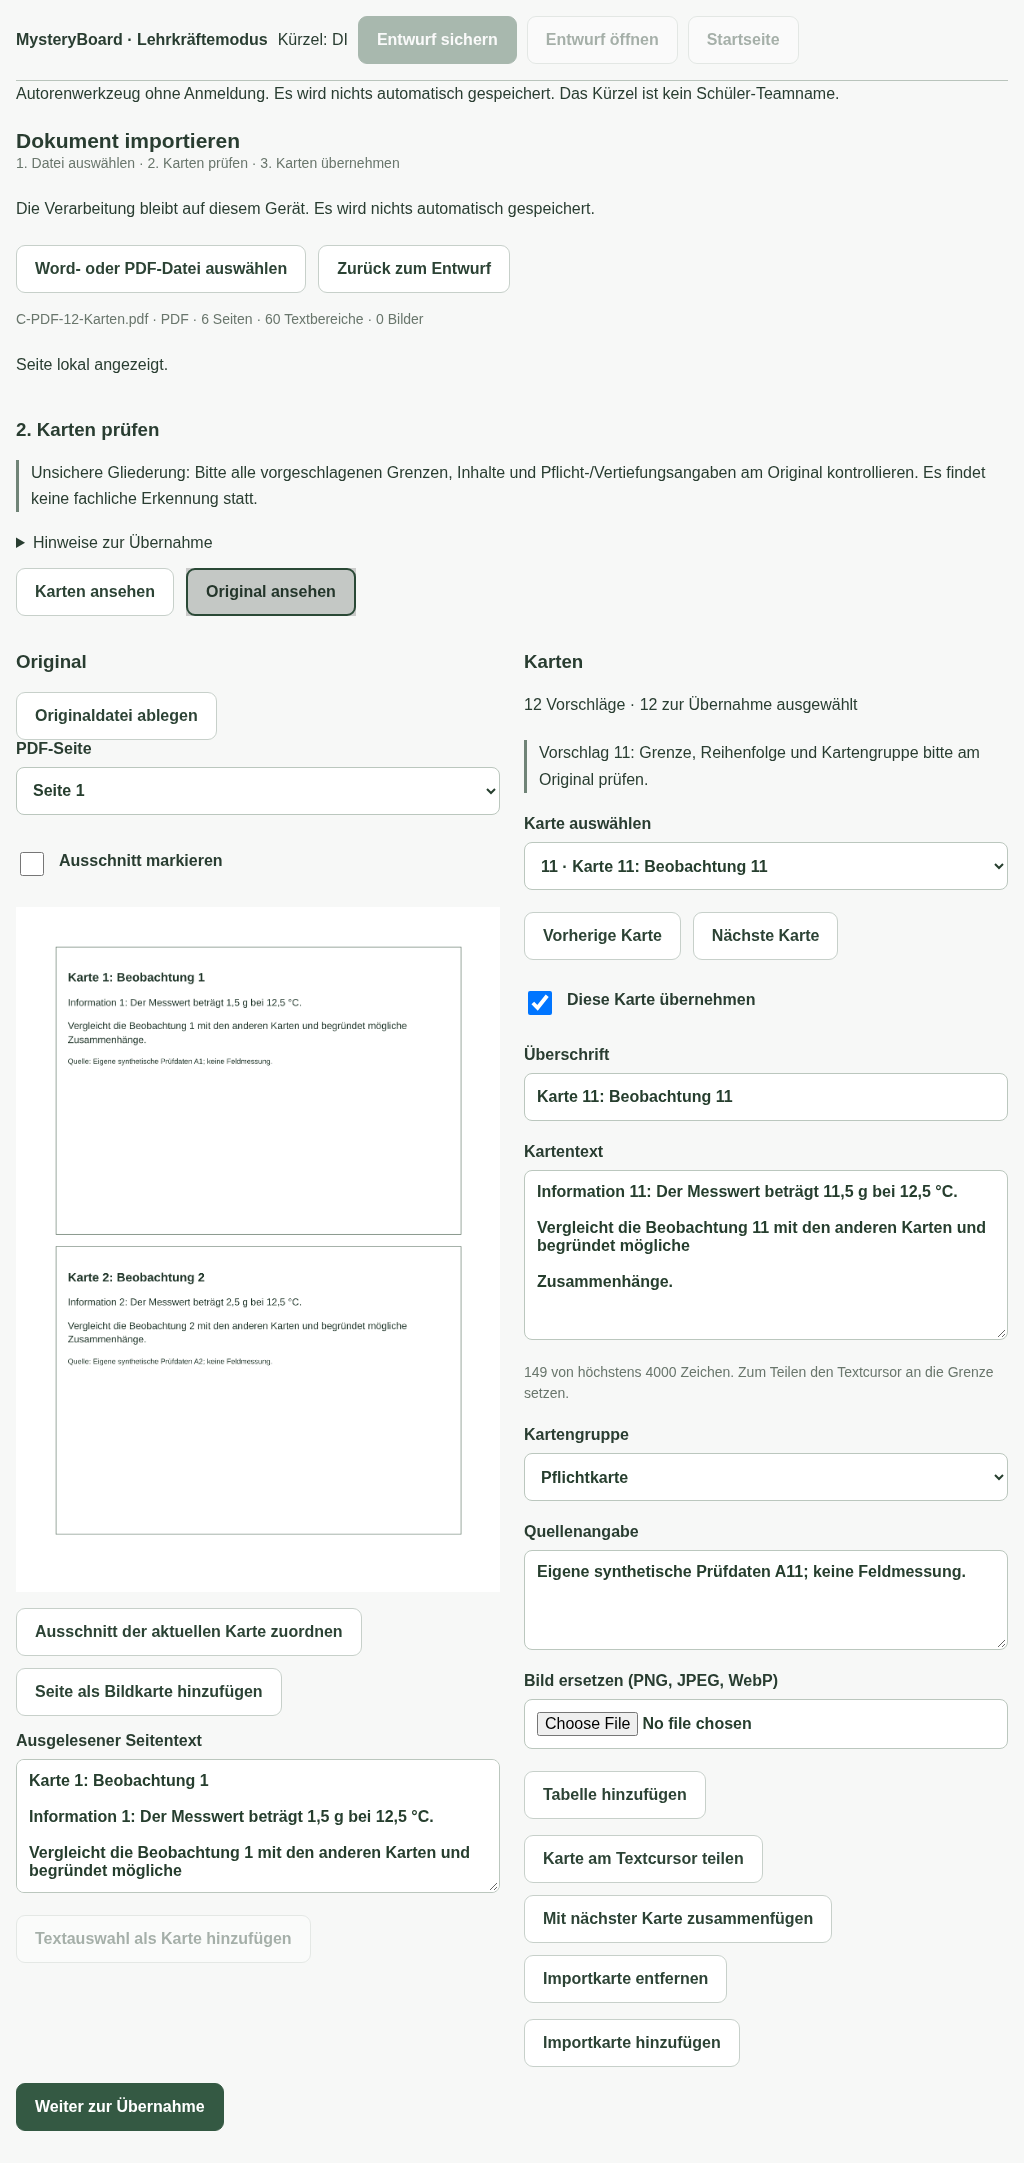 MysteryBoard · Lehrkräftemodus Kürzel: DI Entwurf sichern Entwurf öffnen Startseite
Autorenwerkzeug ohne Anmeldung. Es wird nichts automatisch gespeichert. Das Kürzel ist kein Schüler-Teamname.
Dokument importieren
1. Datei auswählen · 2. Karten prüfen · 3. Karten übernehmen
Die Verarbeitung bleibt auf diesem Gerät. Es wird nichts automatisch gespeichert.
Word- oder PDF-Datei auswählen Zurück zum Entwurf
C-PDF-12-Karten.pdf · PDF · 6 Seiten · 60 Textbereiche · 0 Bilder
Seite lokal angezeigt.
2. Karten prüfen
Unsichere Gliederung: Bitte alle vorgeschlagenen Grenzen, Inhalte und Pflicht-/Vertiefungsangaben am Original kontrollieren. Es findet
keine fachliche Erkennung statt.
Hinweise zur Übernahme
Karten ansehen Original ansehen
Original
Originaldatei ablegen
PDF-Seite
Seite 1
Ausschnitt markieren
Karte 1: Beobachtung 1
Information 1: Der Messwert beträgt 1,5 g bei 12,5 °C.
Vergleicht die Beobachtung 1 mit den anderen Karten und begründet mögliche
Zusammenhänge.
Quelle: Eigene synthetische Prüfdaten A1; keine Feldmessung.
Karte 2: Beobachtung 2
Information 2: Der Messwert beträgt 2,5 g bei 12,5 °C.
Vergleicht die Beobachtung 2 mit den anderen Karten und begründet mögliche
Zusammenhänge.
Quelle: Eigene synthetische Prüfdaten A2; keine Feldmessung.
Ausschnitt der aktuellen Karte zuordnen
Seite als Bildkarte hinzufügen
Ausgelesener Seitentext
Karte 1: Beobachtung 1
Information 1: Der Messwert beträgt 1,5 g bei 12,5 °C.
Vergleicht die Beobachtung 1 mit den anderen Karten und
begründet mögliche
Textauswahl als Karte hinzufügen
Karten
12 Vorschläge · 12 zur Übernahme ausgewählt
Vorschlag 11: Grenze, Reihenfolge und Kartengruppe bitte am
Original prüfen.
Karte auswählen
11 · Karte 11: Beobachtung 11
Vorherige Karte Nächste Karte
Diese Karte übernehmen
Überschrift
Karte 11: Beobachtung 11
Kartentext
Information 11: Der Messwert beträgt 11,5 g bei 12,5 °C.
Vergleicht die Beobachtung 11 mit den anderen Karten und
begründet mögliche
Zusammenhänge.
149 von höchstens 4000 Zeichen. Zum Teilen den Textcursor an die Grenze
setzen.
Kartengruppe
Pflichtkarte
Quellenangabe
Eigene synthetische Prüfdaten A11; keine Feldmessung.
Bild ersetzen (PNG, JPEG, WebP)
Choose File No file chosen
Tabelle hinzufügen
Karte am Textcursor teilen
Mit nächster Karte zusammenfügen
Importkarte entfernen
Importkarte hinzufügen
Weiter zur Übernahme